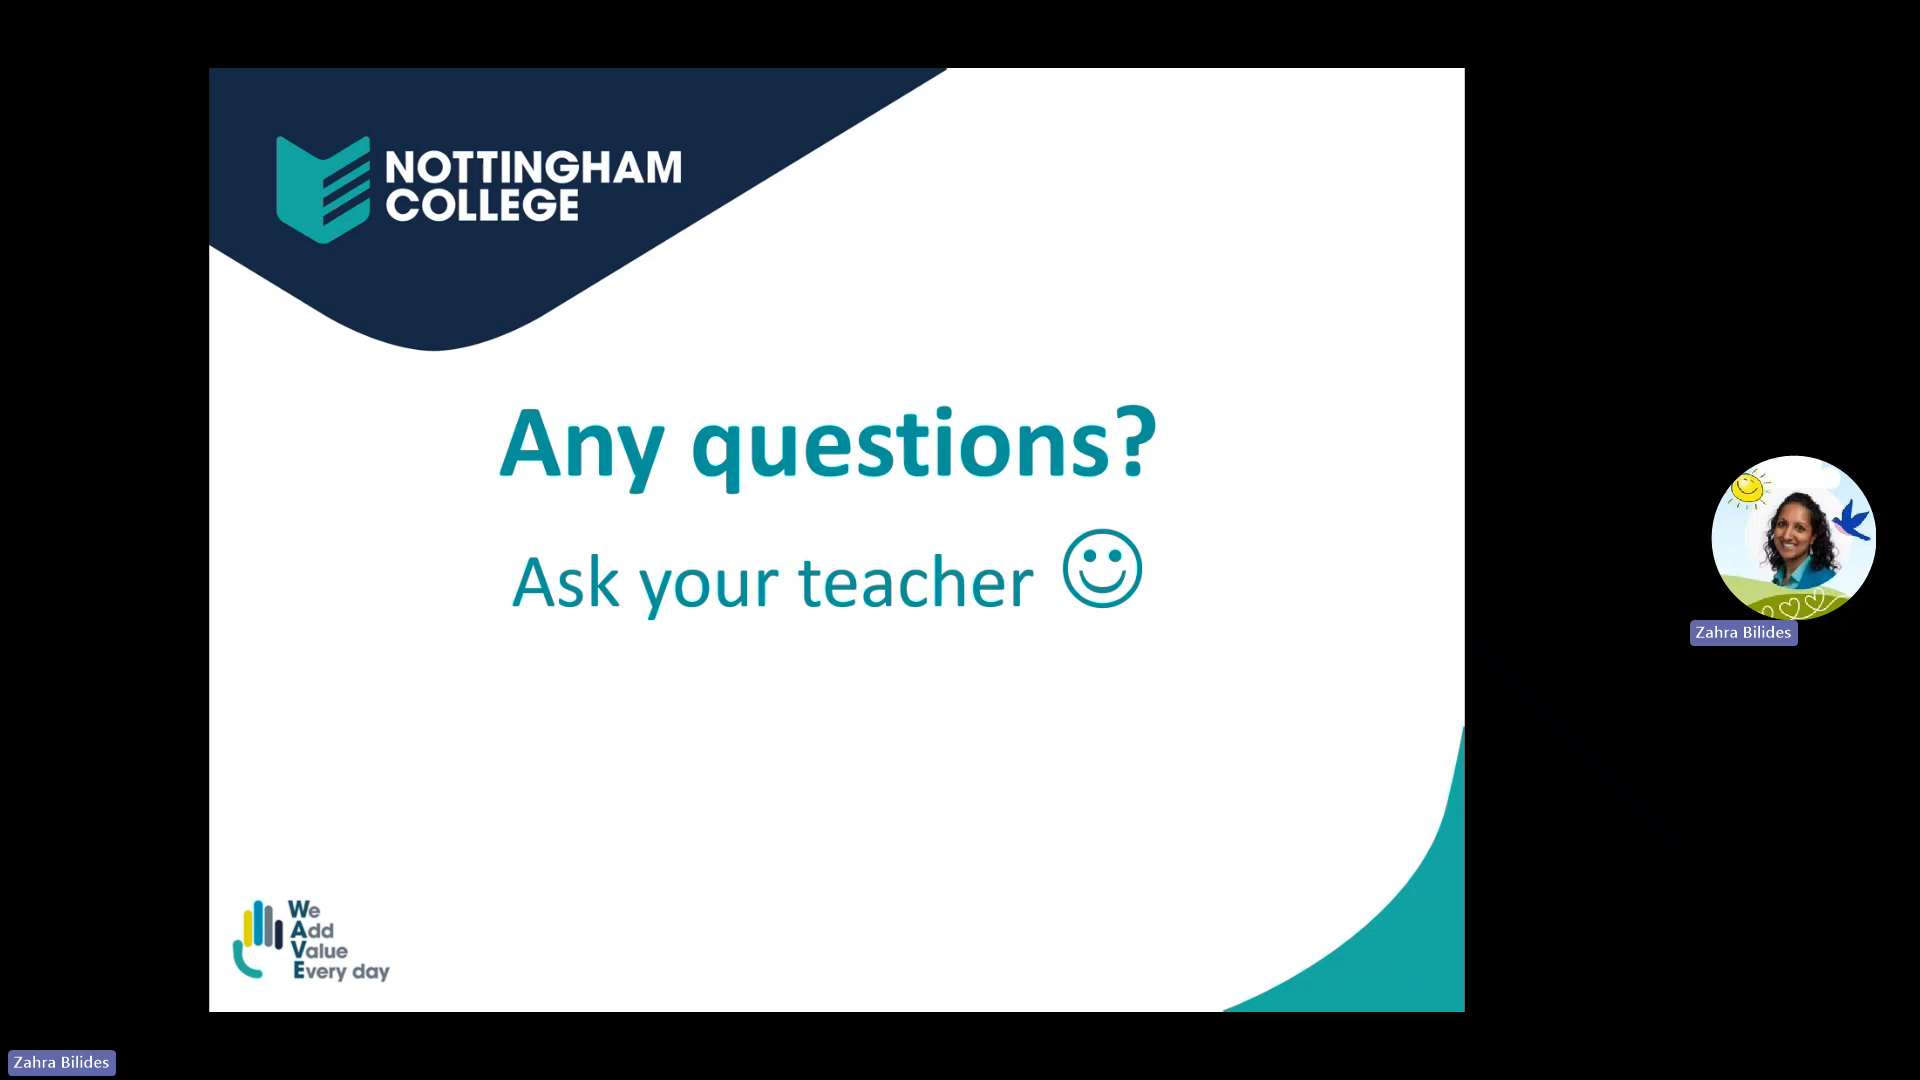 NOTTINGHAM
COLLEGE
Any questions?
Ask your teacher
Zahra Bilides
We
Add
Value
Every day
Zahra Bilides